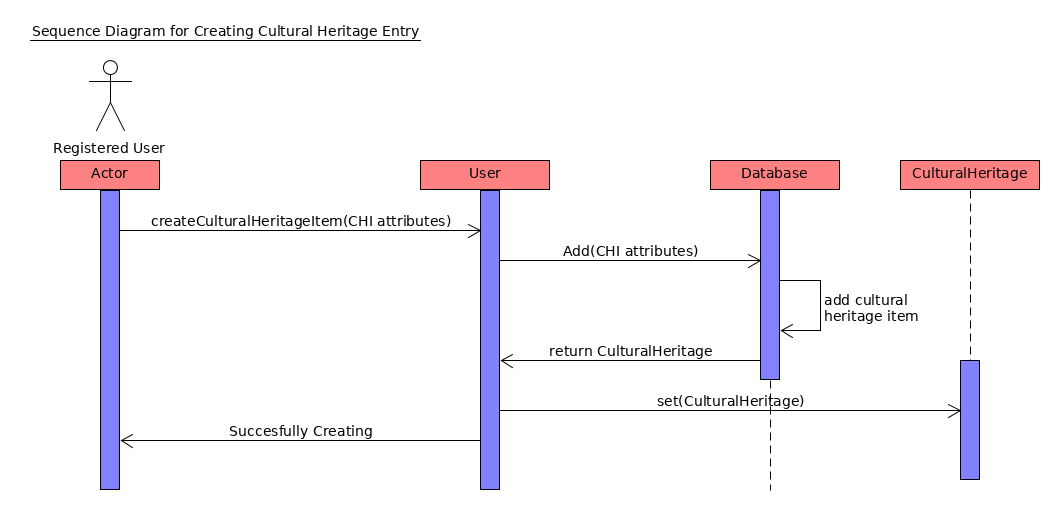 Sequence Diagram for Creating Cultural Heritage Entry
Registered User
Actor
User
Database
CulturalHeritage
createCulturalHeritageItem(CHI attributes)
Add(CHI attributes)
add cultural
heritage item
return CulturalHeritage
set(CulturalHeritage)
Succesfully Creating